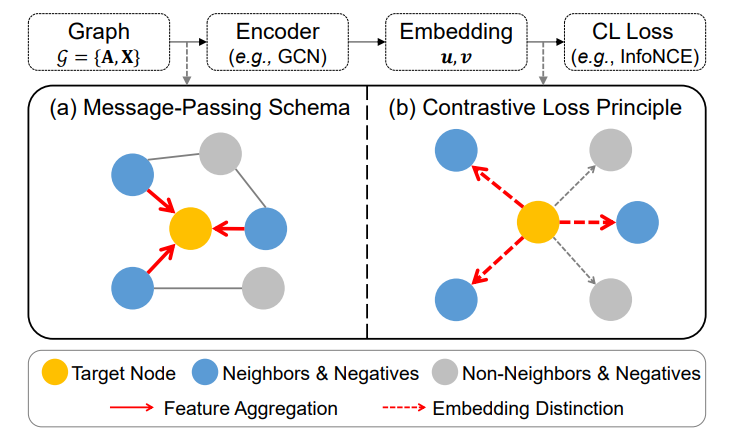 Graph
𝒢 = {A, X}
Encoder
(e.g., GCN)
Embedding
u, v
CL Loss
(e.g., InfoNCE)
(a) Message-Passing Schema
(b) Contrastive Loss Principle
Target Node
Neighbors & Negatives
Non-Neighbors & Negatives
Feature Aggregation
Embedding Distinction